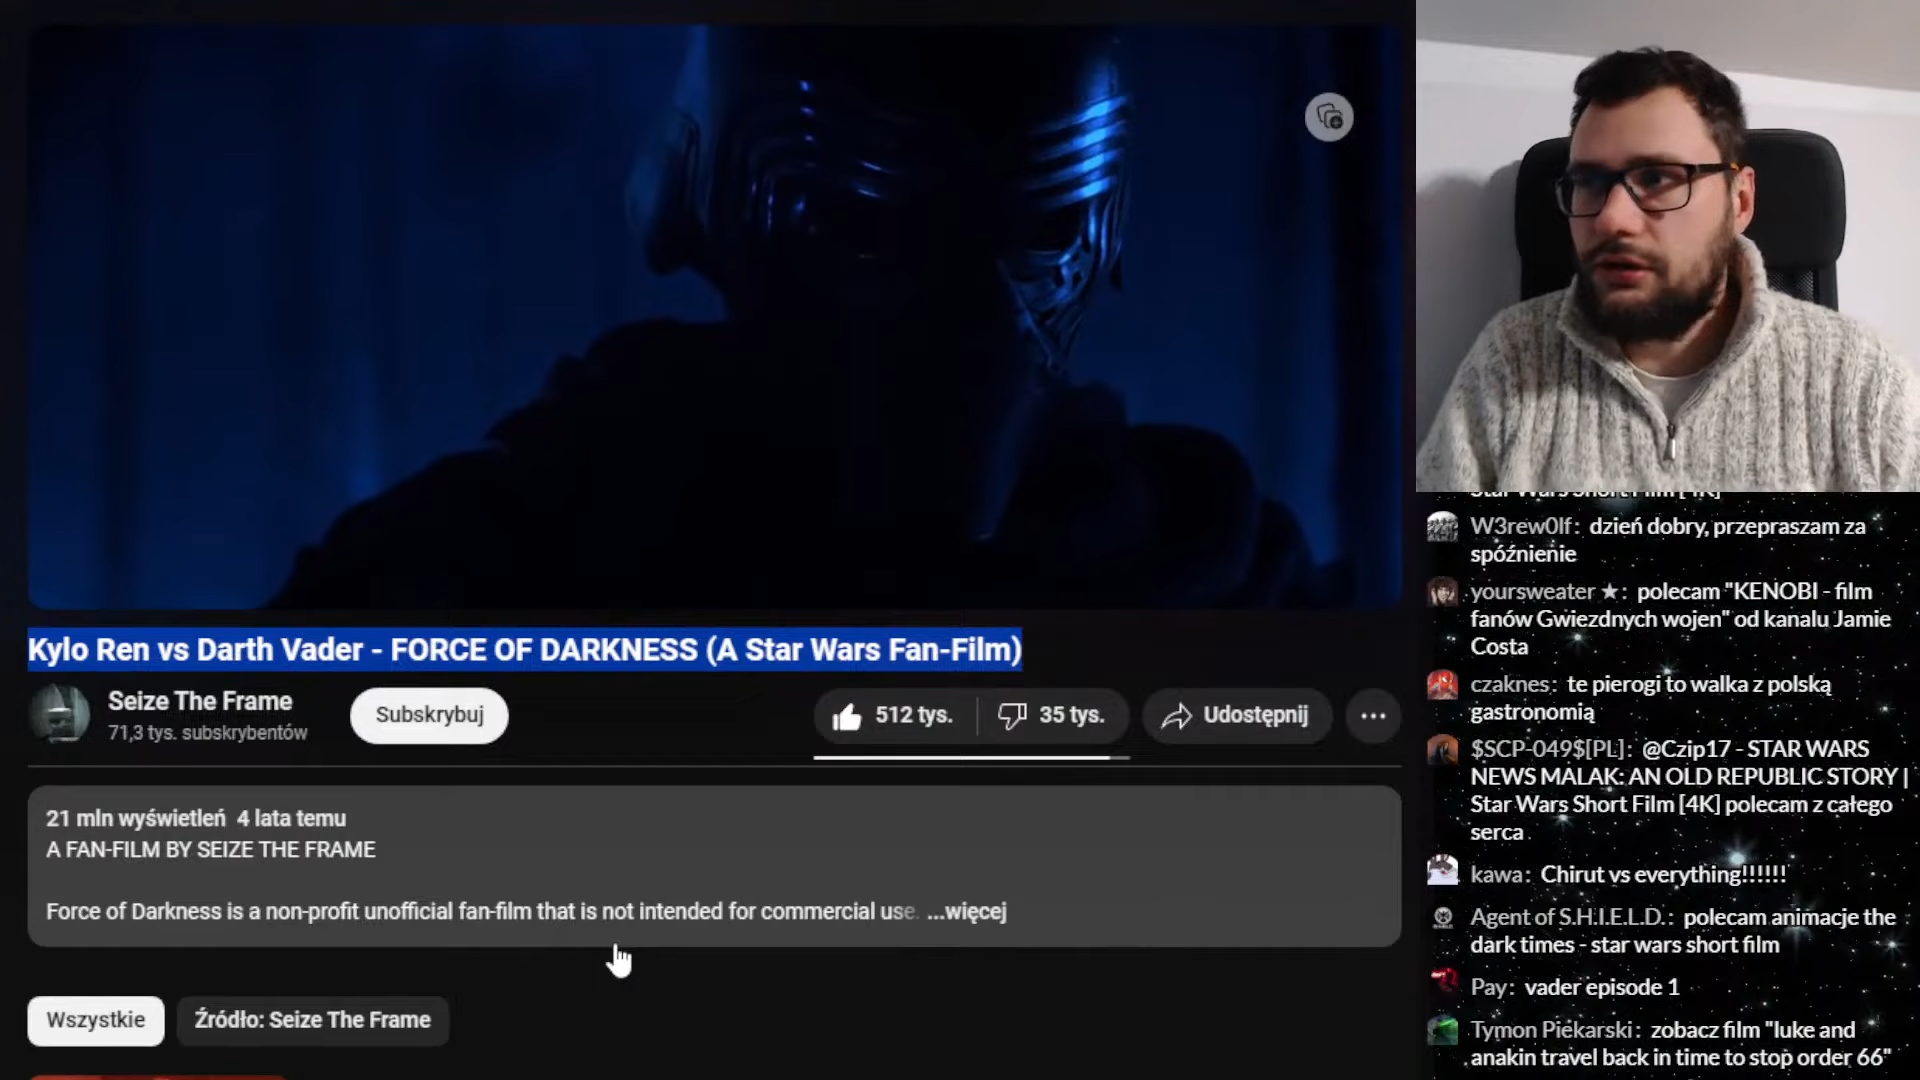 Kylo Ren vs Darth Vader - FORCE OF DARKNESS (A Star Wars Fan-Film)
Seize The Frame
71,3 tys. subskrybentów
Subskrybuj
512 tys.
35 tys.
Udostępnij
21 mln wyświetleń 4 lata temu
A FAN-FILM BY SEIZE THE FRAME
Force of Darkness is a non-profit unofficial fan-film that is not intended for commercial use. ...więcej
Wszystkie
Źródło: Seize The Frame
Star Wars Short Film [4K]
W3rew0lf: dzień dobry, przepraszam za
spóźnienie
yoursweater ★: polecam "KENOBI - film
fanów Gwiezdnych wojen" od kanału Jamie
Costa
czaknes: te pierogi to walka z polską
gastronomią
$SCP-049$[PL]: @Czip17 - STAR WARS
NEWS MALAK: AN OLD REPUBLIC STORY |
Star Wars Short Film [4K] polecam z całego
serca
kawa: Chirut vs everything!!!!!!
Agent of S.H.I.E.L.D.: polecam animacje the
dark times - star wars short film
Pay: vader episode 1
Tymon Piekarski: zobacz film "luke and
anakin travel back in time to stop order 66"